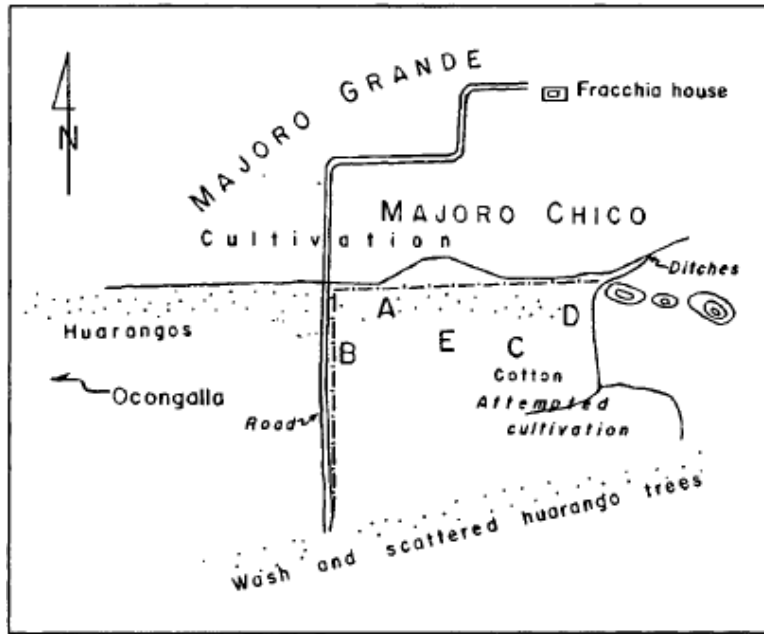 MAJORO GRANDE
Fracchia house
N
MAJORO CHICO
Cultivation
Ditches
Huarangos
A
D
B
E
C
Cotton
Ocongalla
Attempted
cultivation
Road
Wash and scattered huarango trees